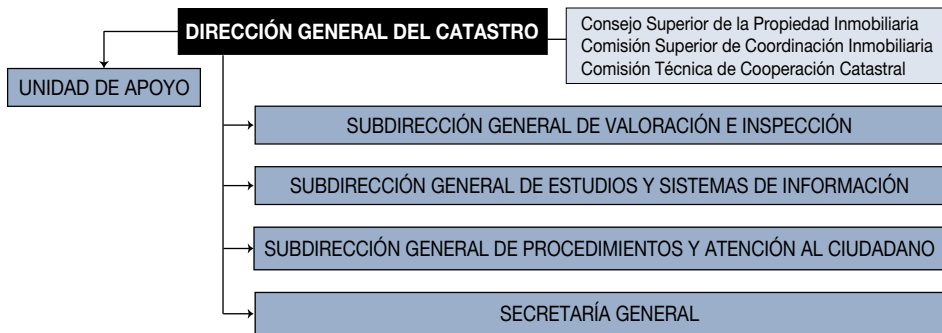 DIRECCIÓN GENERAL DEL CATASTRO
Consejo Superior de la Propiedad Inmobiliaria
Comisión Superior de Coordinación Inmobiliaria
Comisión Técnica de Cooperación Catastral
UNIDAD DE APOYO
SUBDIRECCIÓN GENERAL DE VALORACIÓN E INSPECCIÓN
SUBDIRECCIÓN GENERAL DE ESTUDIOS Y SISTEMAS DE INFORMACIÓN
SUBDIRECCIÓN GENERAL DE PROCEDIMIENTOS Y ATENCIÓN AL CIUDADANO
SECRETARÍA GENERAL